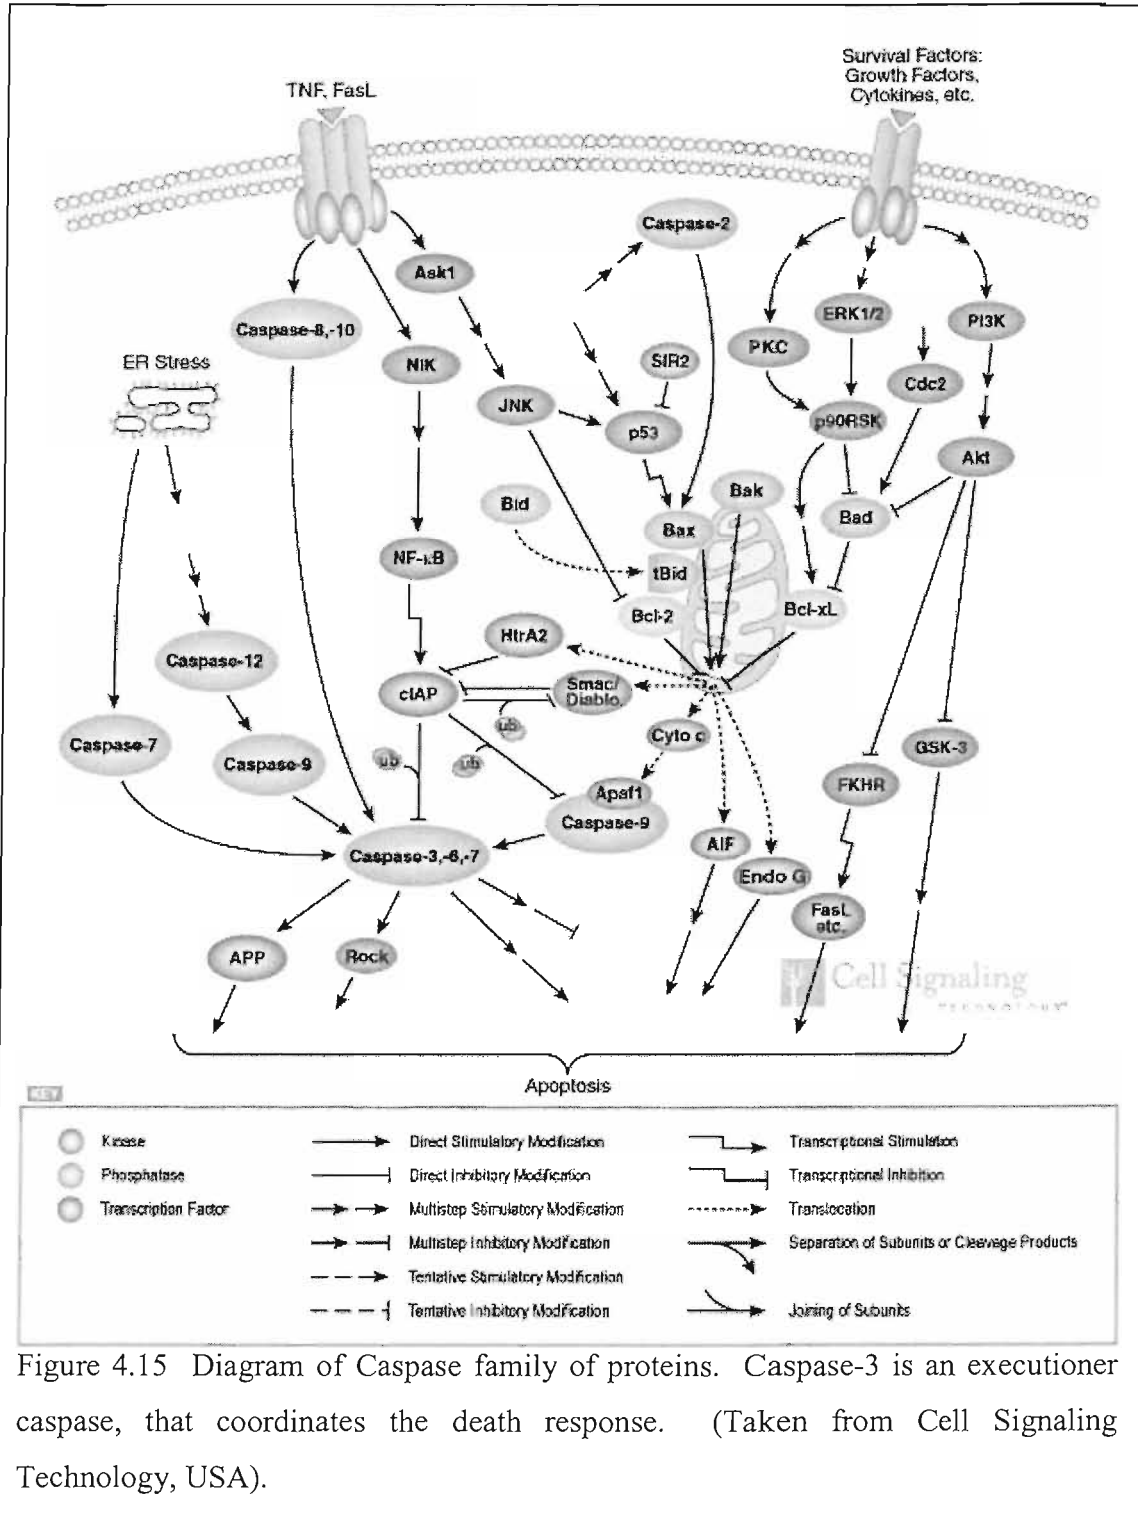 TNF, FasL
Survival Factors:
Growth Factors,
Cytokines, etc.
Caspase-2
Ask1
Caspase-8,-10
ERK1/2
PI3K
SIR2
PKC
ER Stress
NIK
Cdc2
JNK
p53
p90RSK
Akt
Bak
Bid
Bax
Bad
NF-κB
tBid
Bcl-2
Bcl-xL
HtrA2
Caspase-12
cIAP
Smac/
Diablo.
ub
Cyto c
Caspase-7
Caspase-9
ub
ub
GSK-3
FKHR
Apaf1
Caspase-9
AIF
Caspase-3,-6,-7
Endo G
FasL
etc.
APP
Rock
Cell Signaling
TECHNOLOGY®
Apoptosis
KEY
Kinase
Phosphatase
Transcription Factor
Direct Stimulatory Modification
Direct Inhibitory Modification
Multistep Stimulatory Modification
Multistep Inhibitory Modification
Tentative Stimulatory Modification
Tentative Inhibitory Modification
Transcriptional Stimulation
Transcriptional Inhibition
Translocation
Separation of Subunits or Cleavage Products
Joining of Subunits
Figure 4.15 Diagram of Caspase family of proteins. Caspase-3 is an executioner
caspase, that coordinates the death response. (Taken from Cell Signaling
Technology, USA).